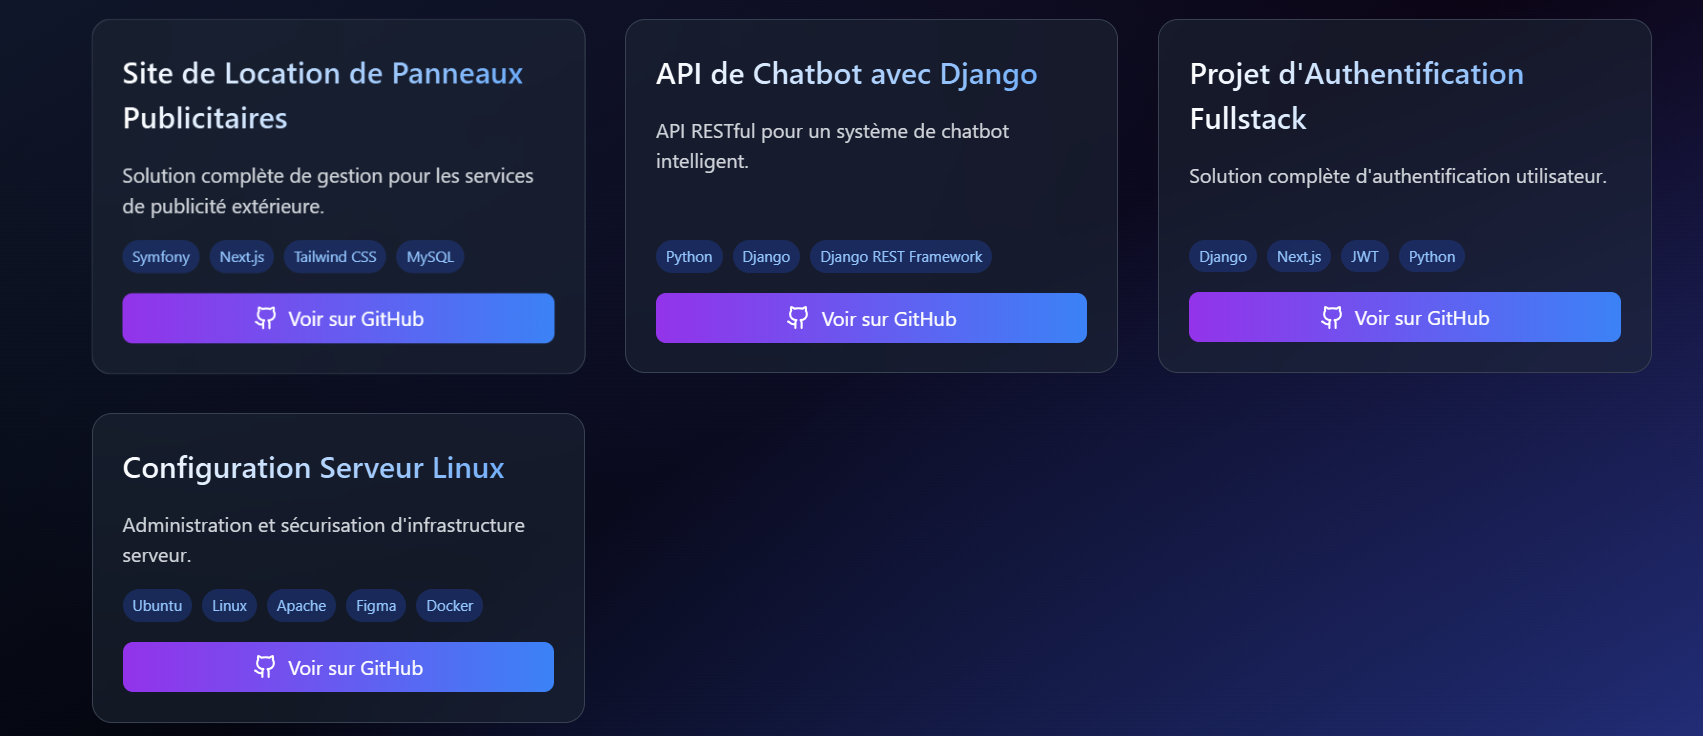 Site de Location de Panneaux
Publicitaires
Solution complète de gestion pour les services
de publicité extérieure.
Symfony Next.js Tailwind CSS MySQL
Voir sur GitHub
API de Chatbot avec Django
API RESTful pour un système de chatbot
intelligent.
Python Django Django REST Framework
Voir sur GitHub
Projet d'Authentification
Fullstack
Solution complète d'authentification utilisateur.
Django Next.js JWT Python
Voir sur GitHub
Configuration Serveur Linux
Administration et sécurisation d'infrastructure
serveur.
Ubuntu Linux Apache Figma Docker
Voir sur GitHub